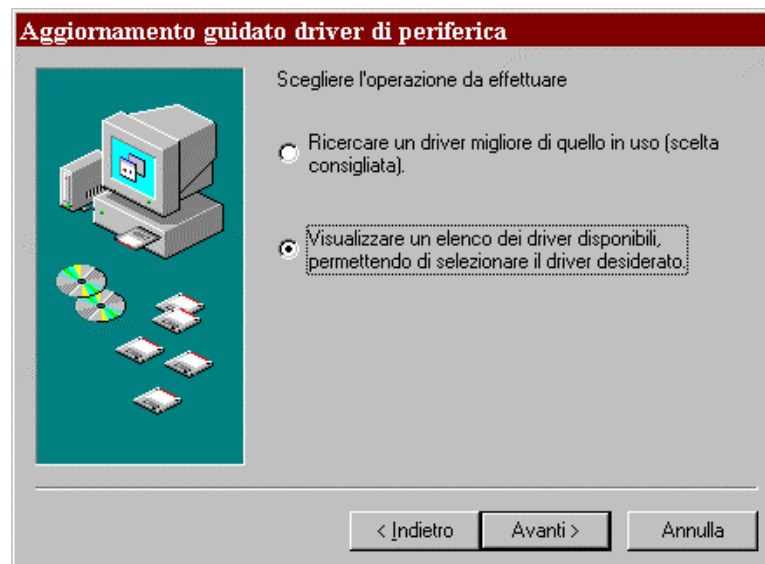 Aggiornamento guidato driver di periferica
Scegliere l'operazione da effettuare
Ricercare un driver migliore di quello in uso (scelta
consigliata).
Visualizzare un elenco dei driver disponibili,
permettendo di selezionare il driver desiderato.
< Indietro
Avanti >
Annulla